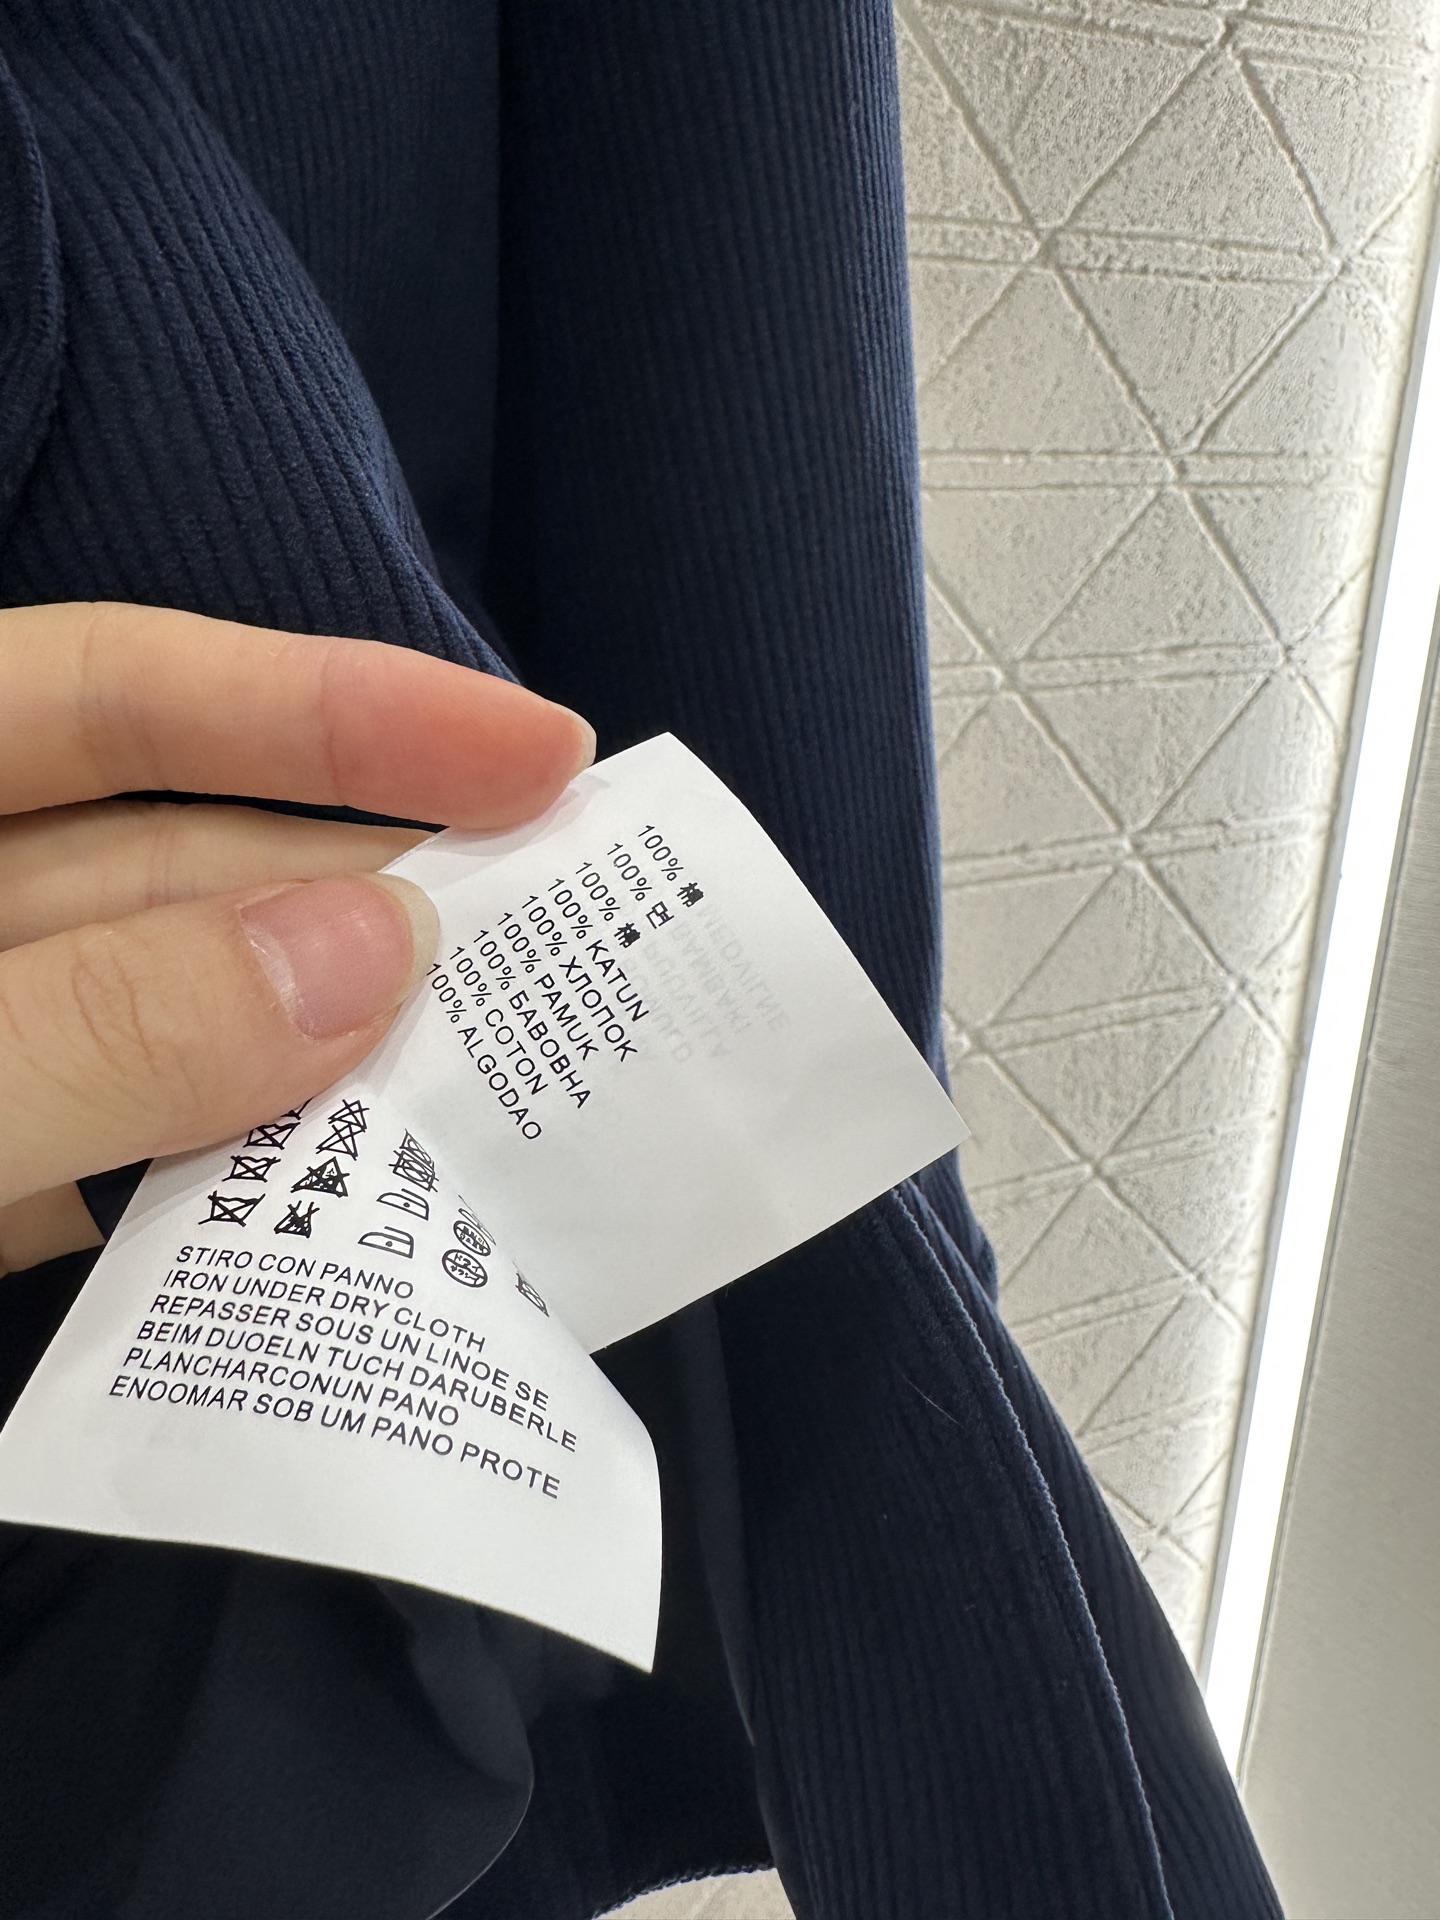 100% 棉
100% 면
100% 棉
100% KATUN
100% ХЛОПОК
100% PAMUK
100% БАВОВНА
100% COTON
100% ALGODAO
STIRO CON PANNO
IRON UNDER DRY CLOTH
REPASSER SOUS UN LINOE SE
BEIM DUOELN TUCH DARUBERLE
PLANCHARCONUN PANO
ENOOMAR SOB UM PANO PROTE